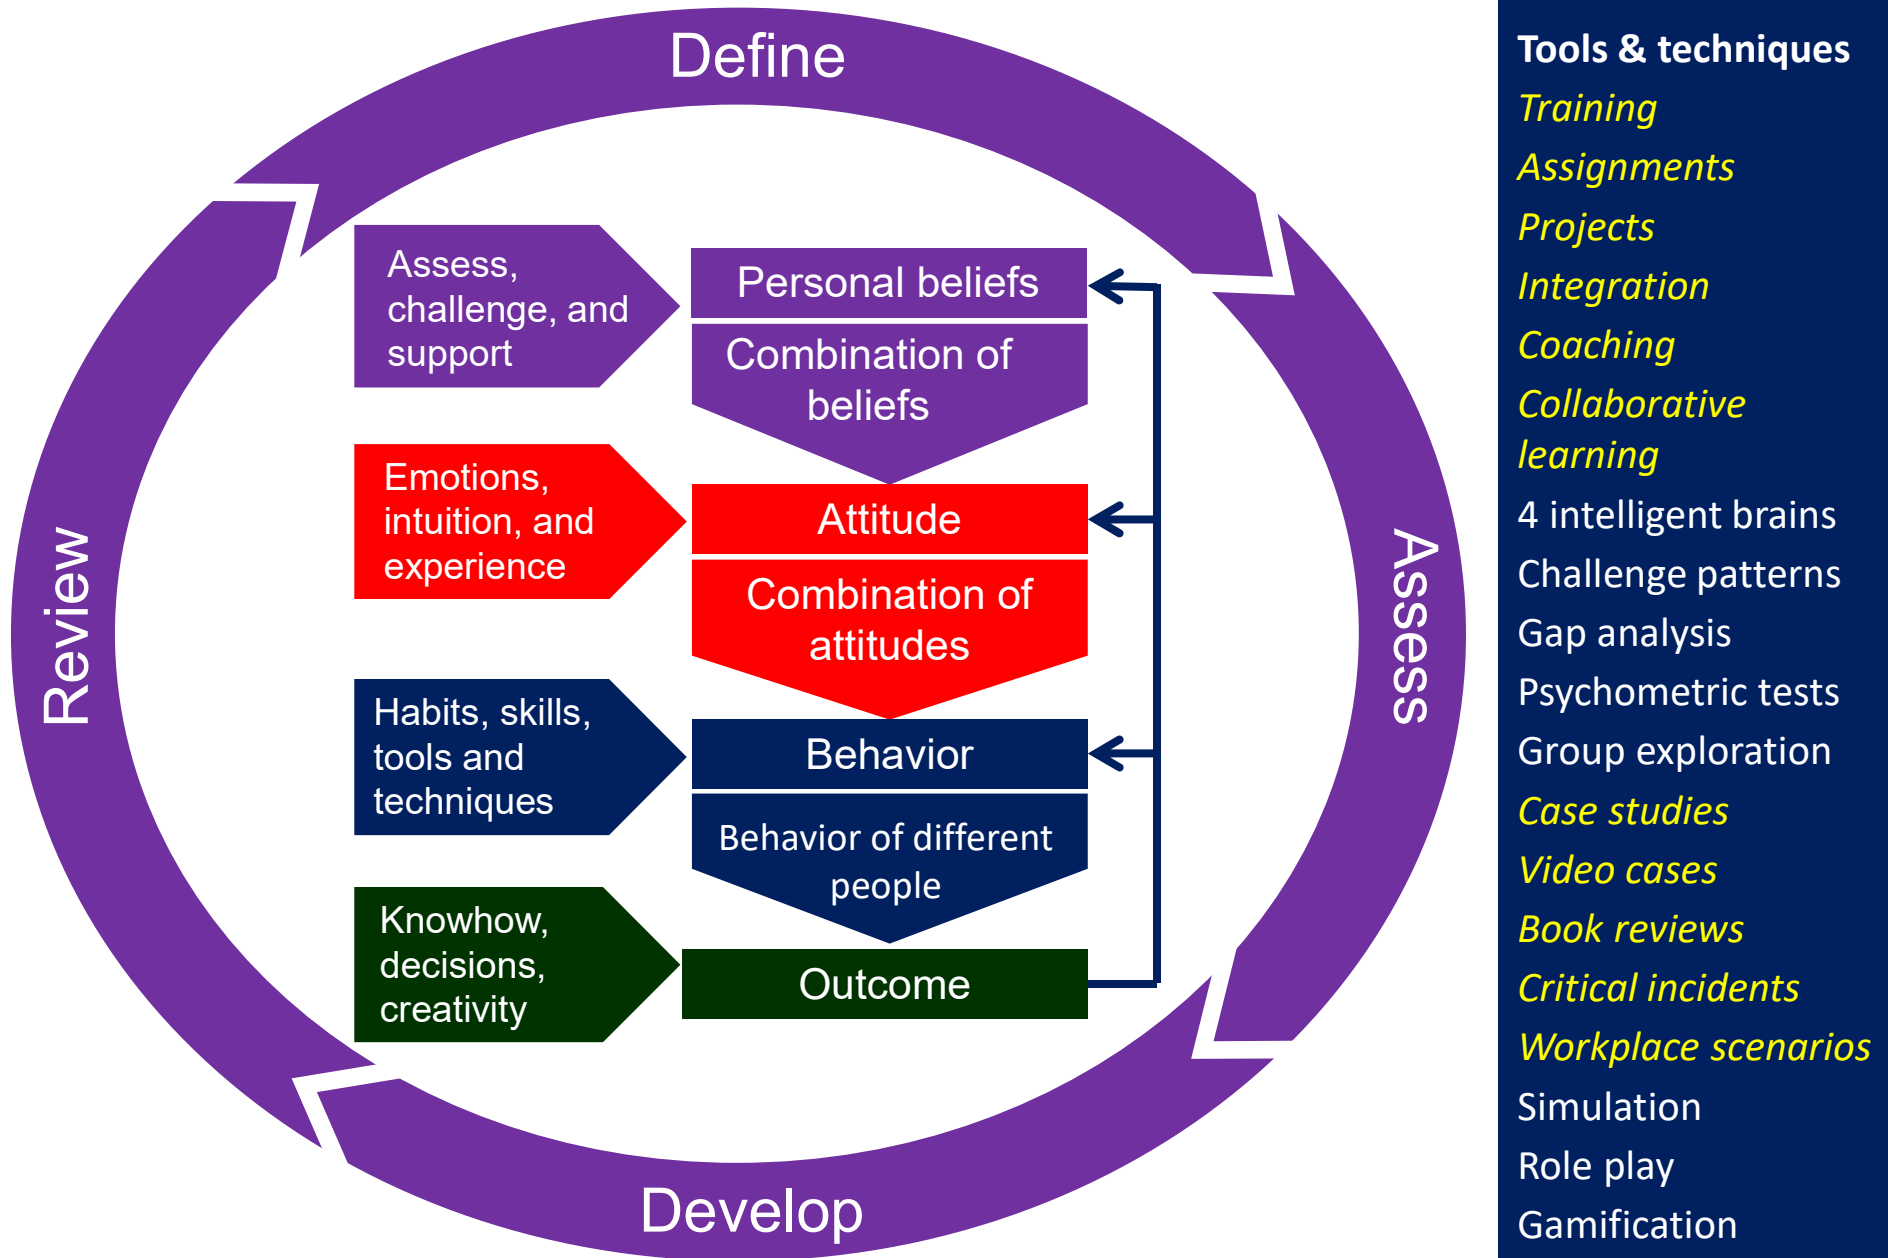 Define
Assess,
challenge, and
support
Personal beliefs
Combination of
beliefs
Emotions,
intuition, and
experience
Attitude
Combination of
attitudes
Habits, skills,
tools and
techniques
Behavior
Behavior of different
people
Knowhow,
decisions,
creativity
Outcome
Assess
Develop
Review
Tools & techniques
Training
Assignments
Projects
Integration
Coaching
Collaborative
learning
4 intelligent brains
Challenge patterns
Gap analysis
Psychometric tests
Group exploration
Case studies
Video cases
Book reviews
Critical incidents
Workplace scenarios
Simulation
Role play
Gamification